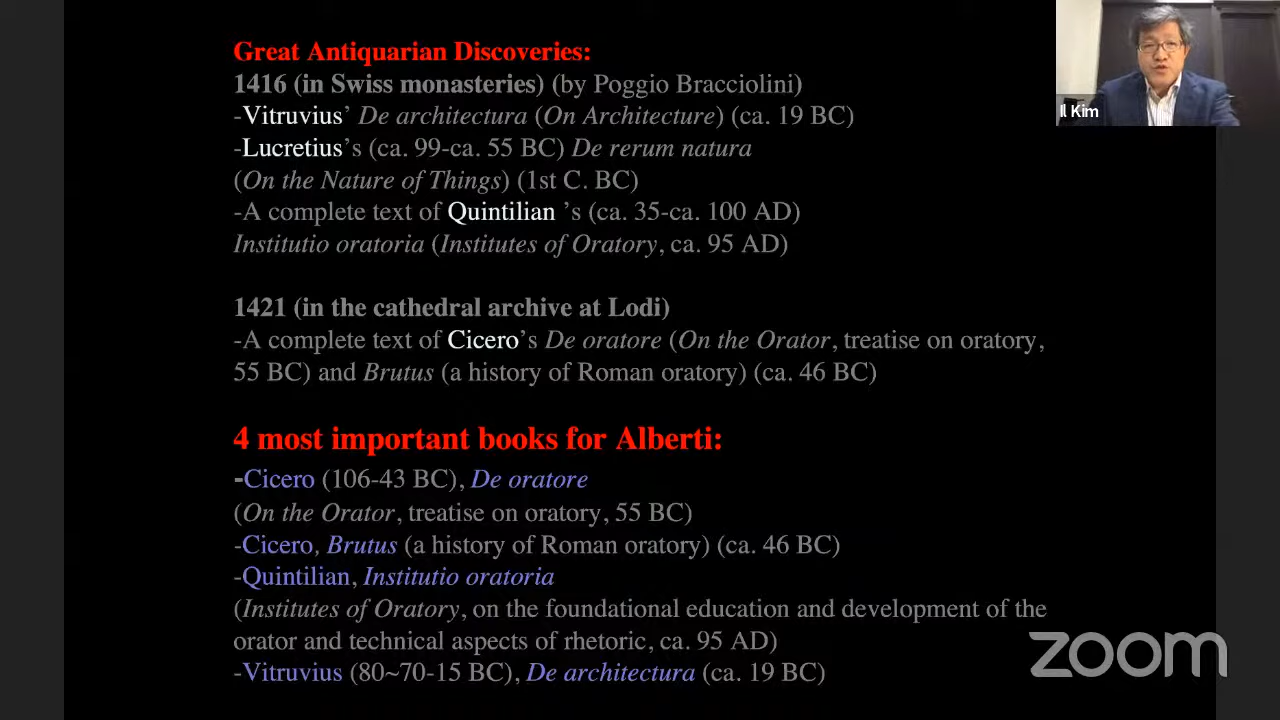 Great Antiquarian Discoveries:
1416 (in Swiss monasteries) (by Poggio Bracciolini)
-Vitruvius' De architectura (On Architecture) (ca. 19 BC)
-Lucretius's (ca. 99-ca. 55 BC) De rerum natura
(On the Nature of Things) (1st C. BC)
-A complete text of Quintilian 's (ca. 35-ca. 100 AD)
Institutio oratoria (Institutes of Oratory, ca. 95 AD)
1421 (in the cathedral archive at Lodi)
-A complete text of Cicero's De oratore (On the Orator, treatise on oratory,
55 BC) and Brutus (a history of Roman oratory) (ca. 46 BC)
4 most important books for Alberti:
-Cicero (106-43 BC), De oratore
(On the Orator, treatise on oratory, 55 BC)
-Cicero, Brutus (a history of Roman oratory) (ca. 46 BC)
-Quintilian, Institutio oratoria
(Institutes of Oratory, on the foundational education and development of the
orator and technical aspects of rhetoric, ca. 95 AD)
-Vitruvius (80~70-15 BC), De architectura (ca. 19 BC)
Il Kim
zoom